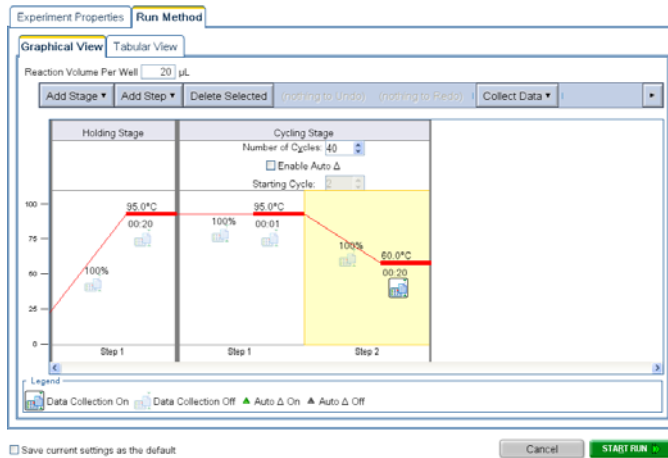 Experiment Properties Run Method
Graphical View Tabular View
Reaction Volume Per Well 20 µL
Add Stage ▼ Add Step ▼ Delete Selected (nothing to Undo) (nothing to Redo) Collect Data ▼
Holding Stage Cycling Stage
Number of Cycles: 40
Enable Auto Δ
Starting Cycle: 2
100
95.0°C 95.0°C
00:20 100% 00:01
75
100%
60.0°C
50
100% 00:20
25
0
Step 1 Step 1 Step 2
Legend
Data Collection On Data Collection Off ▲ Auto Δ On ▲ Auto Δ Off
Save current settings as the default Cancel START RUN